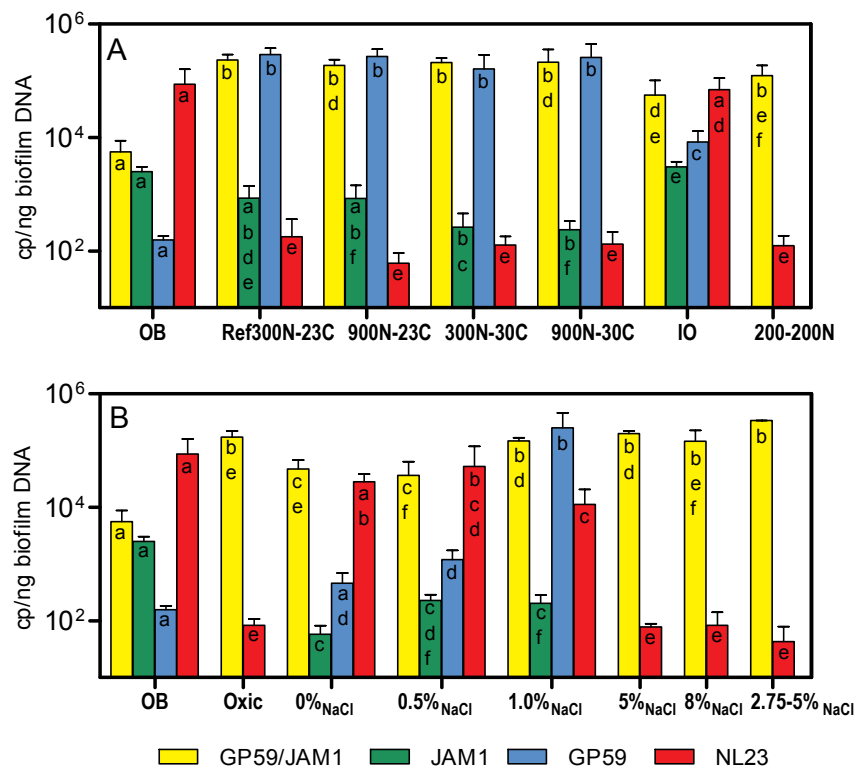 A
10^6
10^4
10^2
cp/ng biofilm DNA
a a a a
b a b d e b e
b d a b f b e
b b c b e
b d b f b e
d e e c a d
b e f e
OB Ref300N-23C 900N-23C 300N-30C 900N-30C IO 200-200N
B
10^6
10^4
10^2
cp/ng biofilm DNA
a a a a
b e e
c e c a d a b
c f c d f d b c d
b d c f b c
b d e
b e f e
b e
OB Oxic 0%NaCl 0.5%NaCl 1.0%NaCl 5%NaCl 8%NaCl 2.75-5% NaCl
GP59/JAM1 JAM1 GP59 NL23